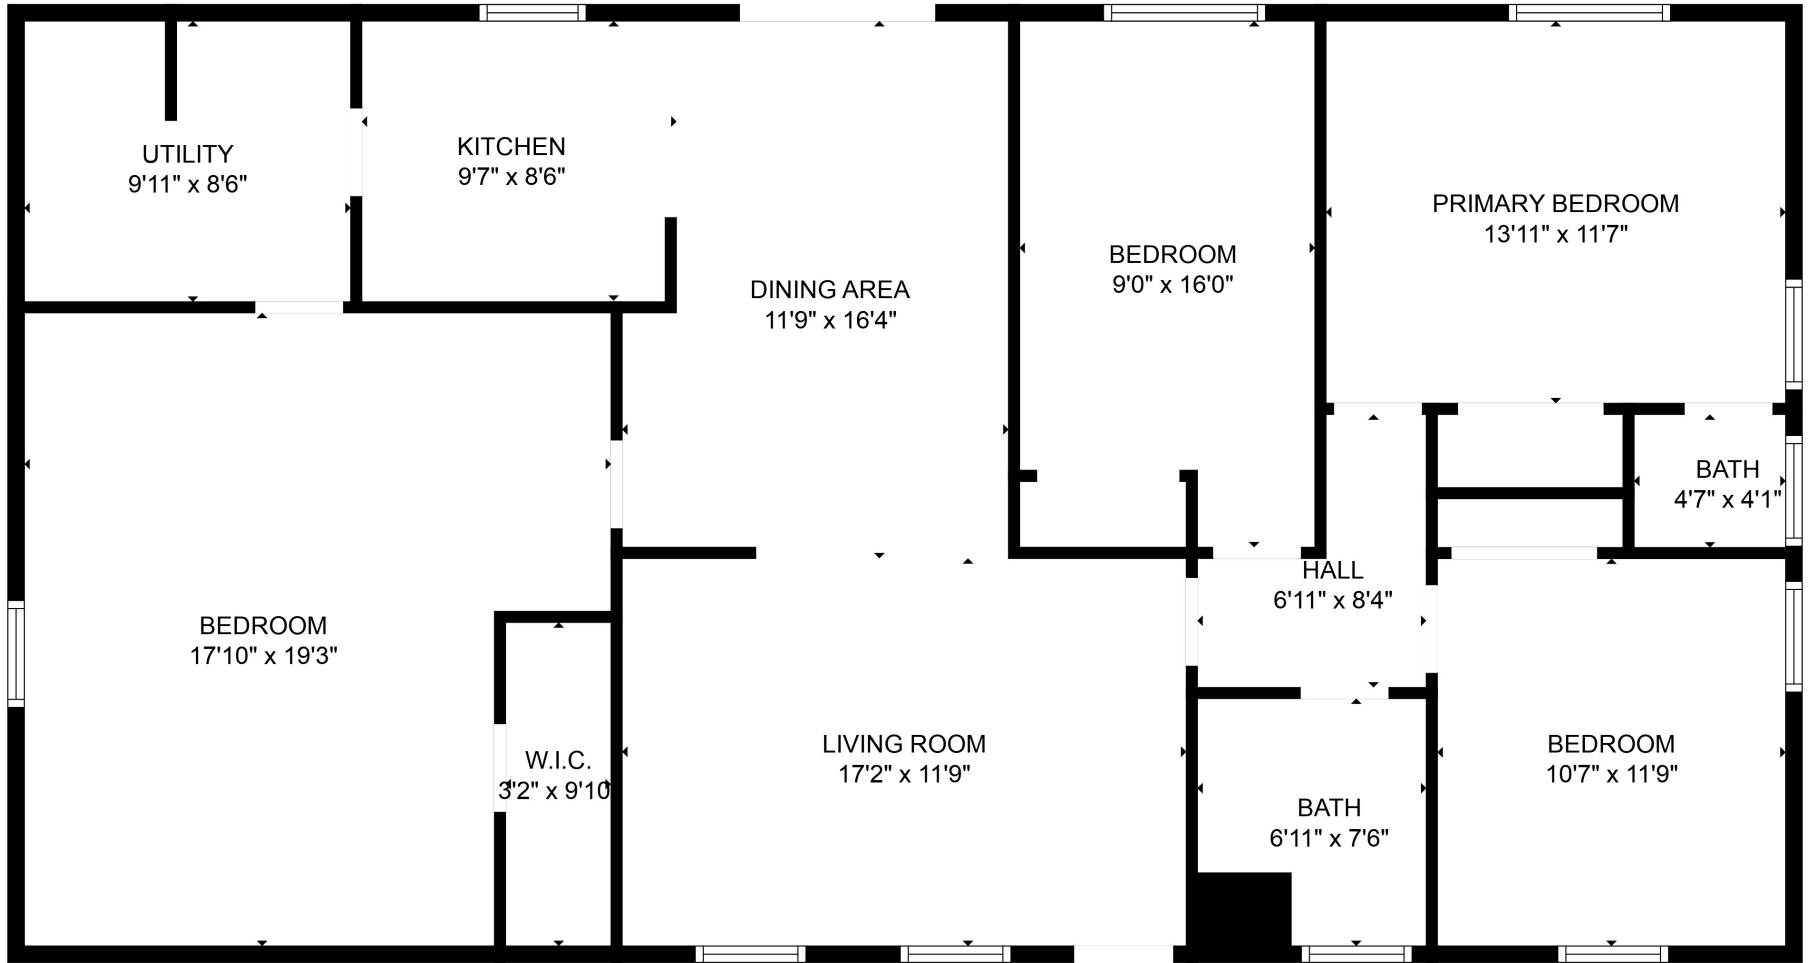 UTILITY
9'11" x 8'6"
KITCHEN
9'7" x 8'6"
DINING AREA
11'9" x 16'4"
BEDROOM
9'0" x 16'0"
PRIMARY BEDROOM
13'11" x 11'7"
BATH
4'7" x 4'1"
HALL
6'11" x 8'4"
BEDROOM
17'10" x 19'3"
W.I.C.
3'2" x 9'10
LIVING ROOM
17'2" x 11'9"
BATH
6'11" x 7'6"
BEDROOM
10'7" x 11'9"